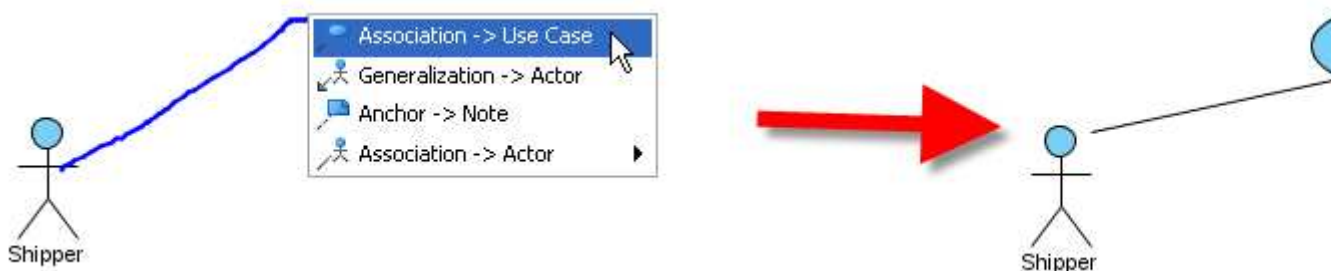 Association -> Use Case
Generalization -> Actor
Anchor -> Note
Association -> Actor
Shipper
Shipper